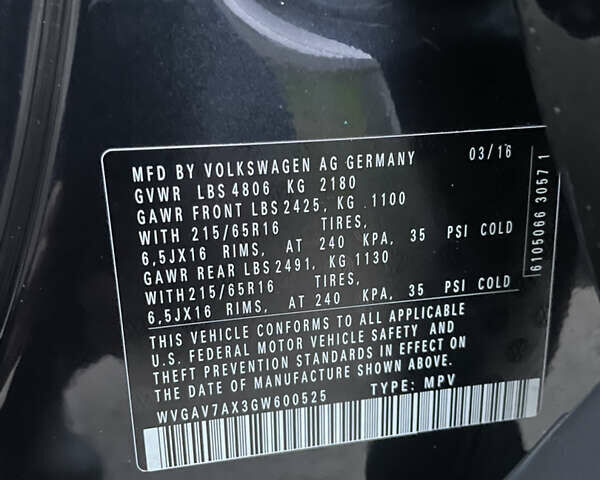 MFD BY VOLKSWAGEN AG GERMANY 03/16
GVWR LBS 4806 KG 2180
GAWR FRONT LBS 2425, KG .1100
WITH 215/65R16 TIRES,
6,5JX16 RIMS, AT 240 KPA, 35 PSI COLD
GAWR REAR LBS 2491, KG 1130
WITH215/65R16 TIRES,
6,5JX16 RIMS, AT 240 KPA, 35 PSI COLD
THIS VEHICLE CONFORMS TO ALL APPLICABLE
U.S. FEDERAL MOTOR VEHICLE SAFETY AND
THEFT PREVENTION STANDARDS IN EFFECT ON
THE DATE OF MANUFACTURE SHOWN ABOVE.
WVGAV7AX3GW600525 TYPE: MPV
6105066 3057 1